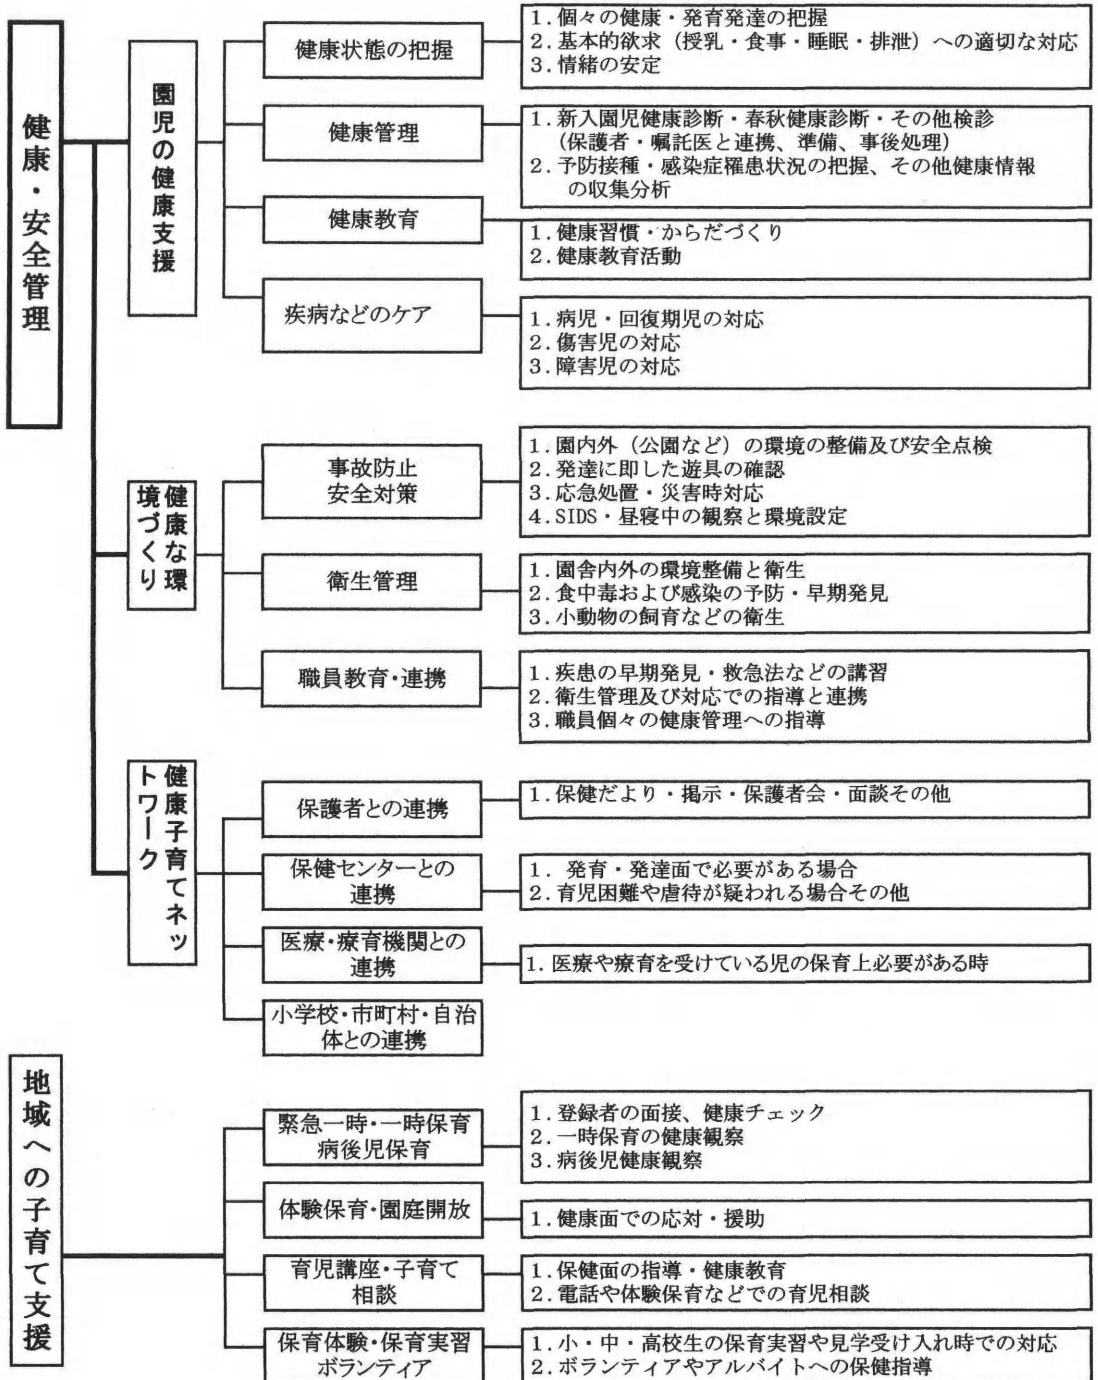 健康・安全管理
園児の健康支援
健康状態の把握
1.個々の健康・発育発達の把握
2.基本的欲求（授乳・食事・睡眠・排泄）への適切な対応
3.情緒の安定
健康管理
1.新入園児健康診断・春秋健康診断・その他検診
(保護者・嘱託医と連携、準備、事後処理)
2.予防接種・感染症罹患状況の把握、その他健康情報
の収集分析
健康教育
1.健康習慣・からだづくり
2.健康教育活動
疾病などのケア
1.病児・回復期児の対応
2.傷害児の対応
3.障害児の対応
健康な環
境づくり
事故防止
安全対策
1.園内外（公園など）の環境の整備及び安全点検
2.発達に即した遊具の確認
3.応急処置・災害時対応
4.SIDS・昼寝中の観察と環境設定
衛生管理
1.園舎内外の環境整備と衛生
2.食中毒および感染の予防・早期発見
3.小動物の飼育などの衛生
職員教育・連携
1.疾患の早期発見・救急法などの講習
2.衛生管理及び対応での指導と連携
3.職員個々の健康管理への指導
健康子育てネッ
トワーク
保護者との連携
1.保健だより・掲示・保護者会・面談その他
保健センターとの
連携
1. 発育・発達面で必要がある場合
2.育児困難や虐待が疑われる場合その他
医療・療育機関との
連携
1.医療や療育を受けている児の保育上必要がある時
小学校・市町村・自治
体との連携
地域への子育て支援
緊急一時・一時保育
病後児保育
1.登録者の面接、健康チェック
2.一時保育の健康観察
3.病後児健康観察
体験保育・園庭開放
1.健康面での応対・援助
育児講座・子育て
相談
1.保健面の指導・健康教育
2.電話や体験保育などでの育児相談
保育体験・保育実習
ボランティア
1.小・中・高校生の保育実習や見学受け入れ時での対応
2.ボランティアやアルバイトへの保健指導